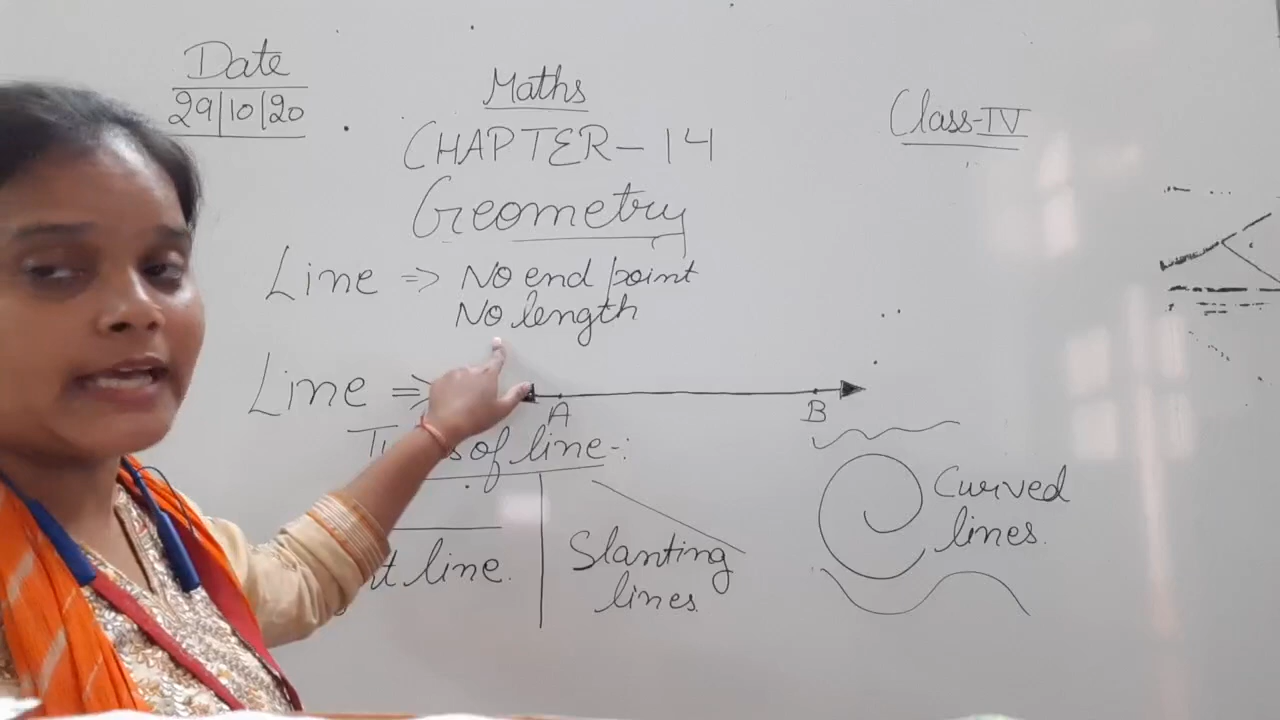 Date
29|10|20
Maths
Class-IV
CHAPTER-14
Geometry
Line => No end point
No length
Line =>
A B
of line-:
line.
Slanting
lines
Curved
lines.